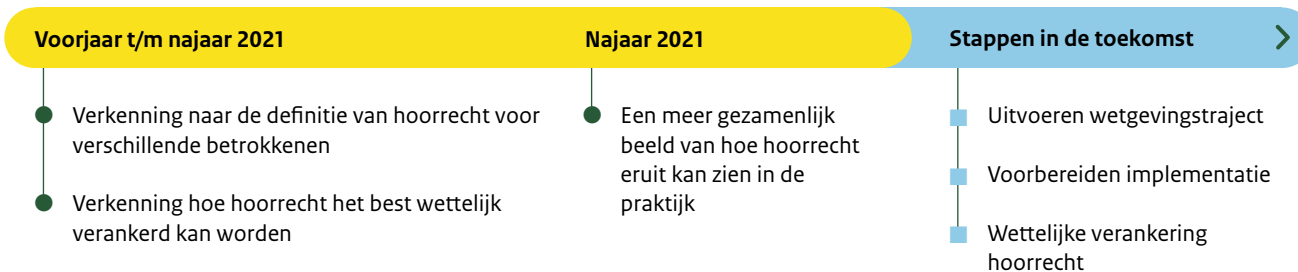 Voorjaar t/m najaar 2021
Verkenning naar de definitie van hoorrecht voor
verschillende betrokkenen
Verkenning hoe hoorrecht het best wettelijk
verankerd kan worden
Najaar 2021
Een meer gezamenlijk
beeld van hoe hoorrecht
eruit kan zien in de
praktijk
Stappen in de toekomst
Uitvoeren wetgevingstraject
Voorbereiden implementatie
Wettelijke verankering
hoorrecht